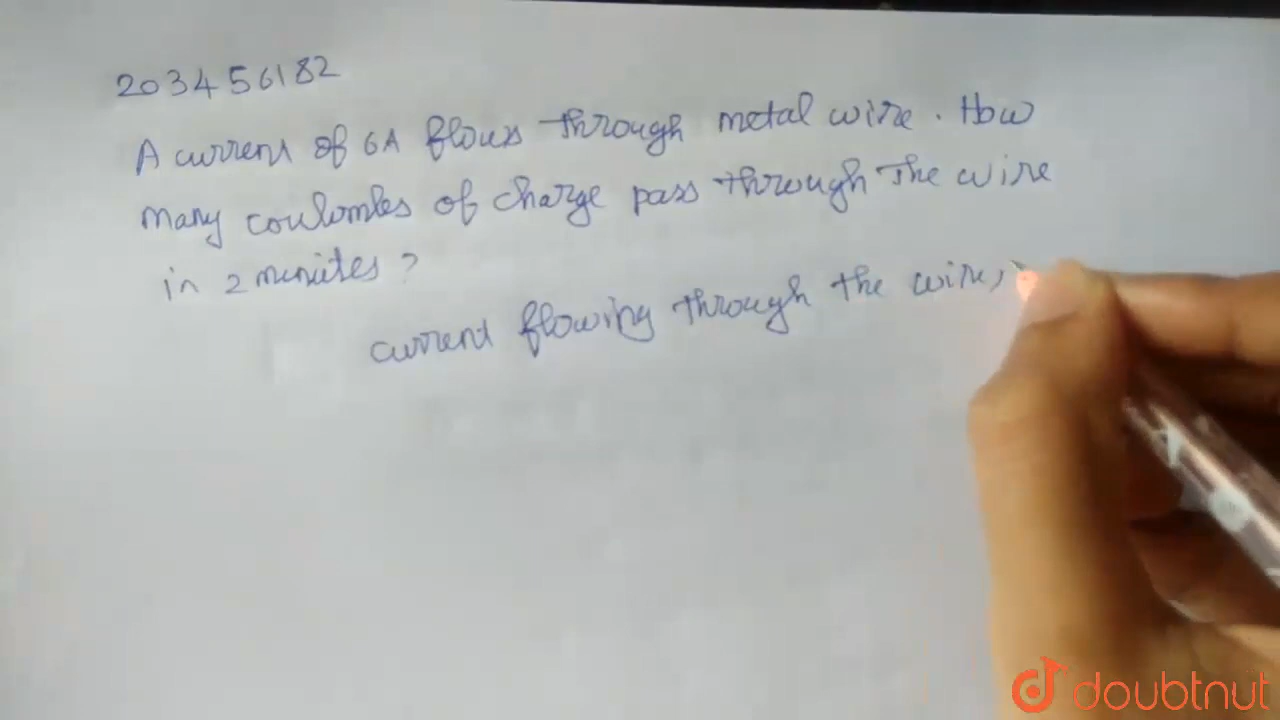 203456182
A current of 6A flows through metal wire. How
many coulombs of charge pass through the wire
in 2 minutes ?
current flowing through the wire,
doubtnut